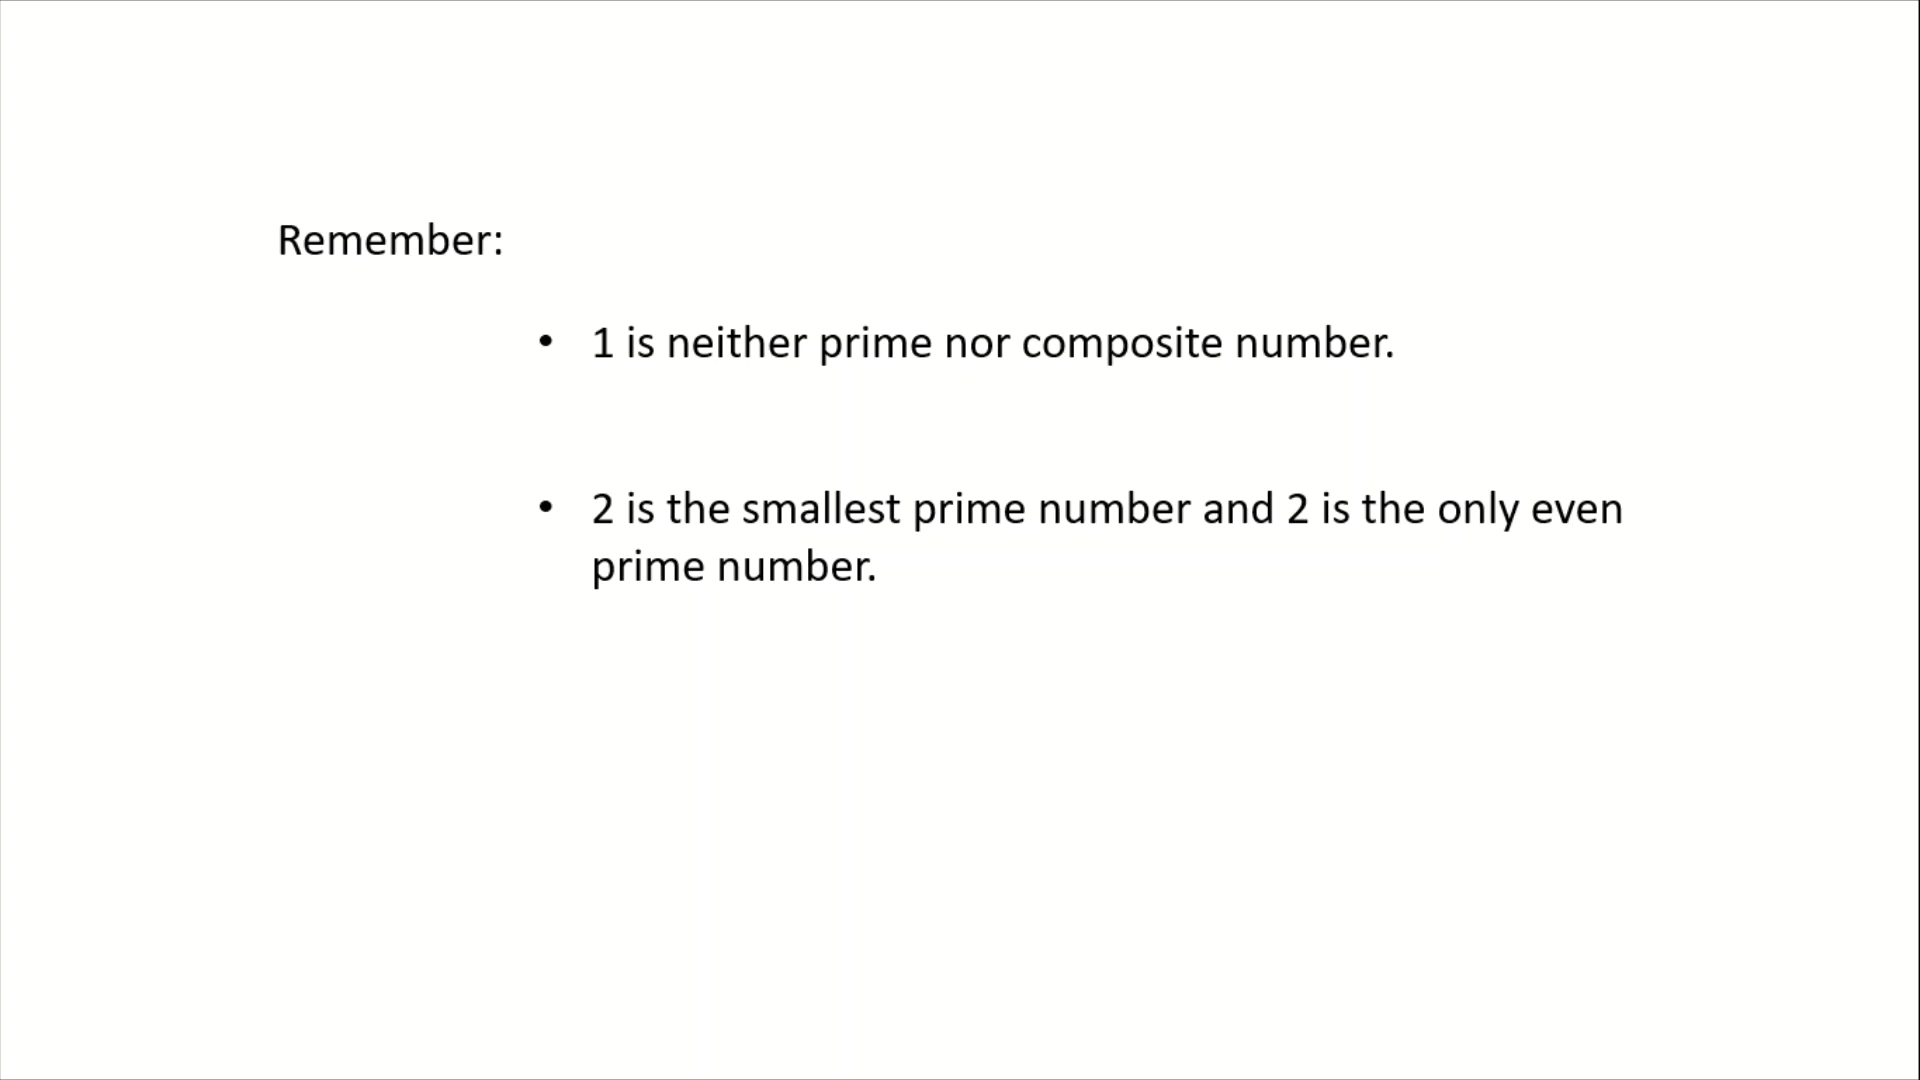 Remember:
• 1 is neither prime nor composite number.
• 2 is the smallest prime number and 2 is the only even
prime number.